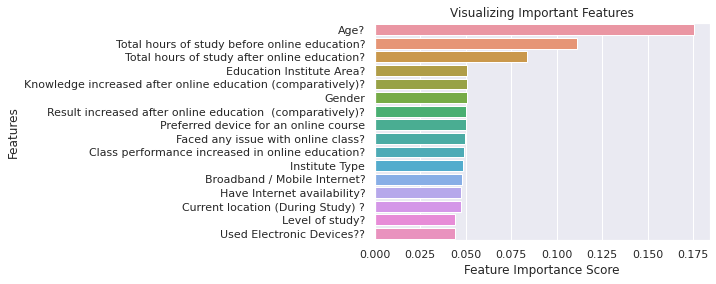 Visualizing Important Features
Age?
Total hours of study before online education?
Total hours of study after online education?
Education Institute Area?
Knowledge increased after online education (comparatively)?
Gender
Result increased after online education  (comparatively)?
Preferred device for an online course
Faced any issue with online class?
Class performance increased in online education?
Institute Type
Broadband / Mobile Internet?
Have Internet availability?
Current location (During Study) ?
Level of study?
Used Electronic Devices??
Features
0.000 0.025 0.050 0.075 0.100 0.125 0.150 0.175
Feature Importance Score